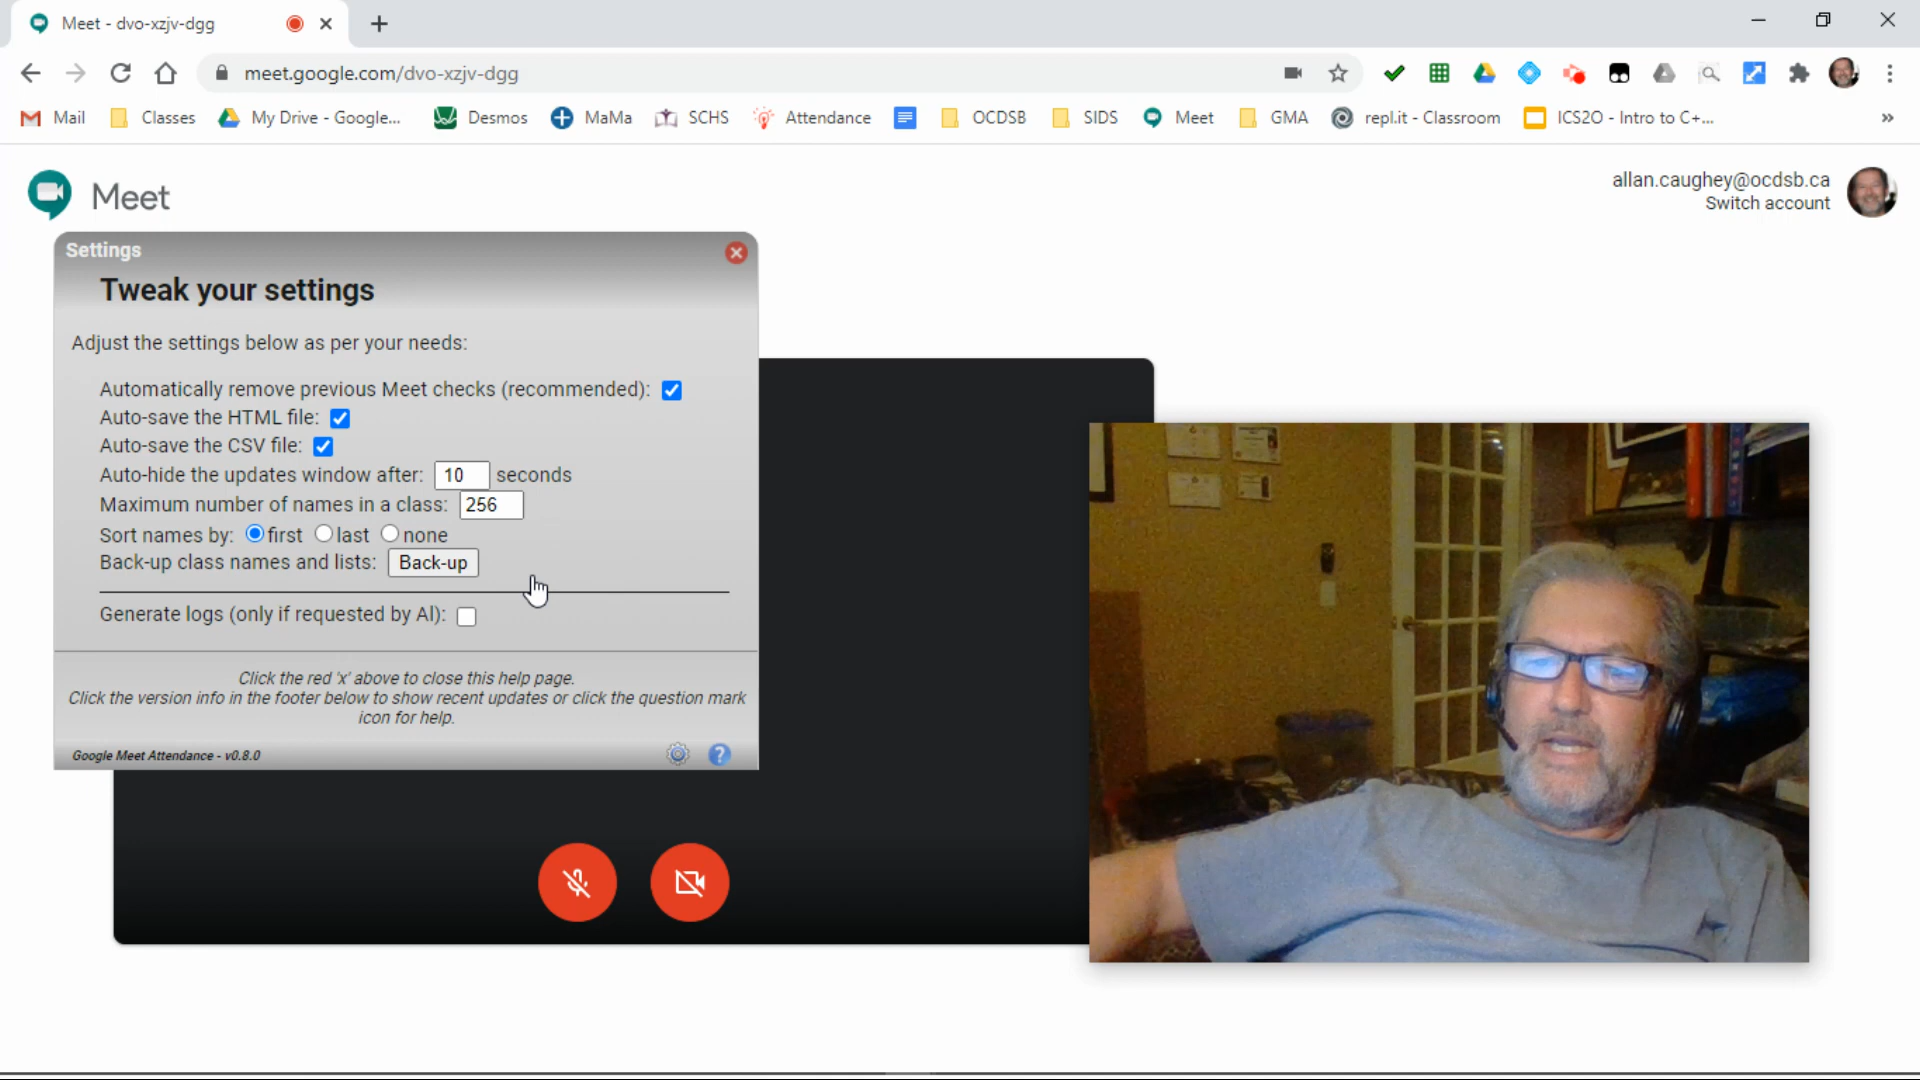 Meet - dvo-xzjv-dgg
meet.google.com/dvo-xzjv-dgg
Mail Classes My Drive - Google... Desmos MaMa SCHS Attendance OCDSB SIDS Meet GMA repl.it - Classroom ICS2O - Intro to C+... »
Meet
allan.caughey@ocdsb.ca
Switch account
Settings
Tweak your settings
Adjust the settings below as per your needs:
Automatically remove previous Meet checks (recommended):
Auto-save the HTML file:
Auto-save the CSV file:
Auto-hide the updates window after: 10 seconds
Maximum number of names in a class: 256
Sort names by: first last none
Back-up class names and lists: Back-up
Generate logs (only if requested by Al):
Click the red 'x' above to close this help page.
Click the version info in the footer below to show recent updates or click the question mark
icon for help.
Google Meet Attendance - v0.8.0 ?